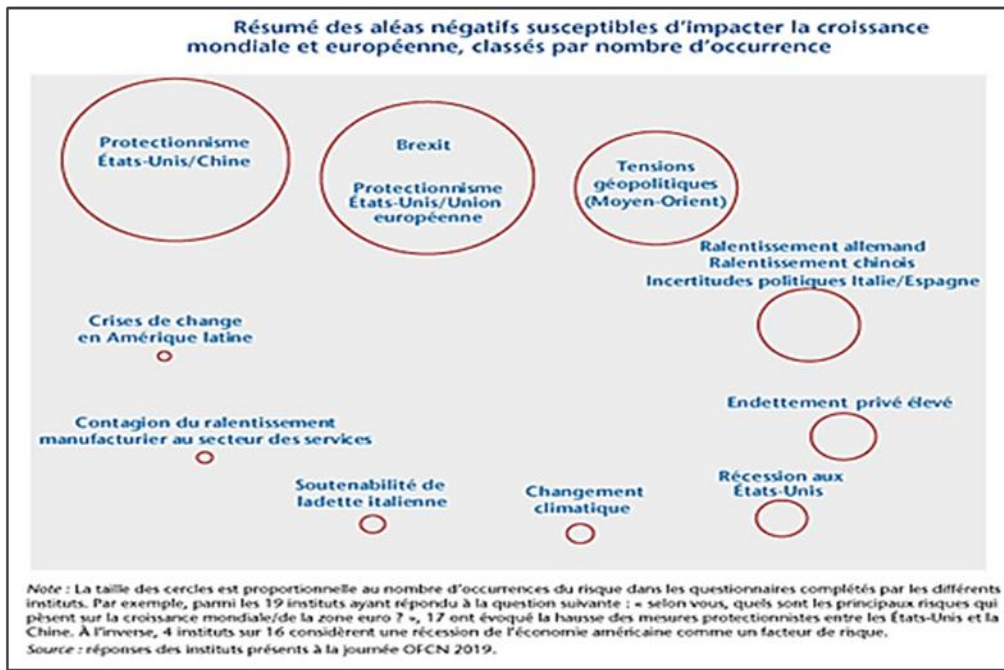 Résumé des aléas négatifs susceptibles d'impacter la croissance
mondiale et européenne, classés par nombre d'occurrence
Protectionnisme
États-Unis/Chine
Brexit
Protectionnisme
États-Unis/Union
européenne
Tensions
géopolitiques
(Moyen-Orient)
Ralentissement allemand
Ralentissement chinois
Incertitudes politiques Italie/Espagne
Crises de change
en Amérique latine
Endettement privé élevé
Contagion du ralentissement
manufacturier au secteur des services
Soutenabilité de
ladette italienne
Changement
climatique
Récession aux
États-Unis
Note : La taille des cercles est proportionnelle au nombre d'occurrences du risque dans les questionnaires complétés par les différents
instituts. Par exemple, parmi les 19 instituts ayant répondu à la question suivante : « selon vous, quels sont les principaux risques qui
pèsent sur la croissance mondiale/de la zone euro ? », 17 ont évoqué la hausse des mesures protectionnistes entre les États-Unis et la
Chine. À l'inverse, 4 instituts sur 16 considèrent une récession de l'économie américaine comme un facteur de risque.
Source : réponses des instituts présents à la journée OFCN 2019.